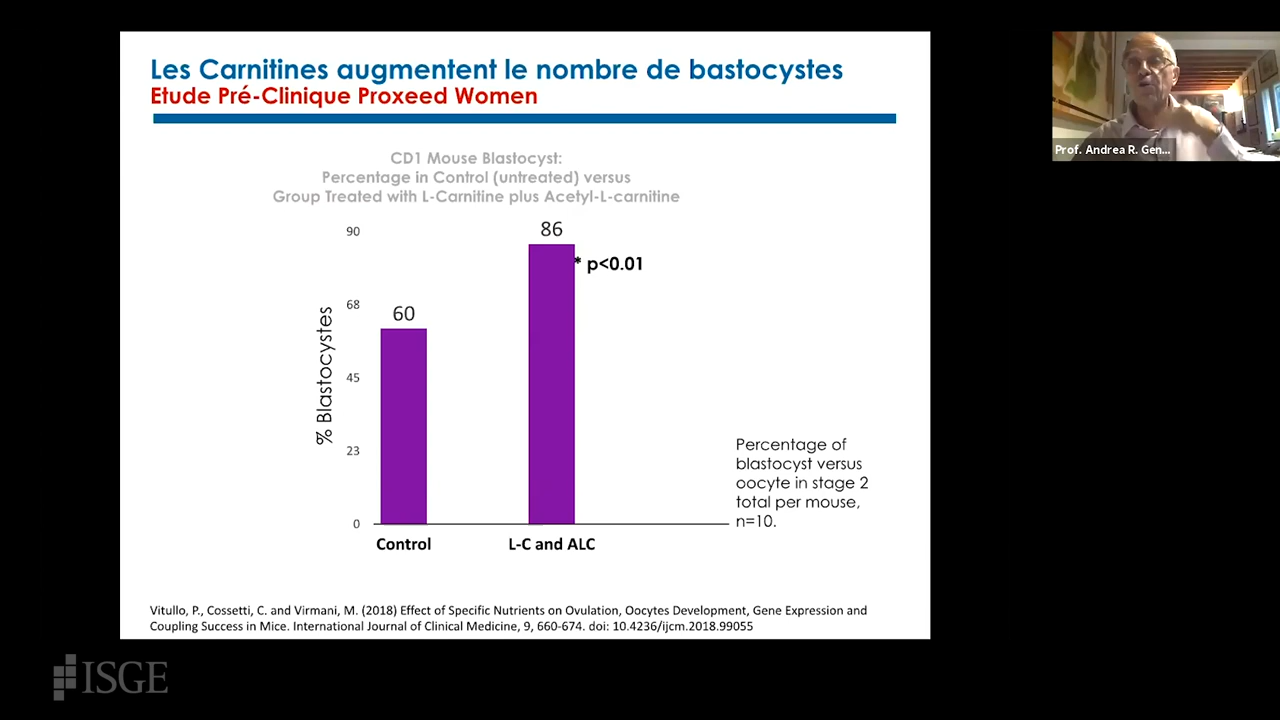 Les Carnitines augmentent le nombre de bastocystes
Etude Pré-Clinique Proxeed Women
Prof. Andrea R. Gen...
CD1 Mouse Blastocyst:
Percentage in Control (untreated) versus
Group Treated with L-Carnitine plus Acetyl-L-carnitine
90
68
45
23
0
% Blastocystes
60
86
* p<0.01
Control
L-C and ALC
Percentage of
blastocyst versus
oocyte in stage 2
total per mouse,
n=10.
Vitullo, P., Cossetti, C. and Virmani, M. (2018) Effect of Specific Nutrients on Ovulation, Oocytes Development, Gene Expression and
Coupling Success in Mice. International Journal of Clinical Medicine, 9, 660-674. doi: 10.4236/ijcm.2018.99055
ISGE